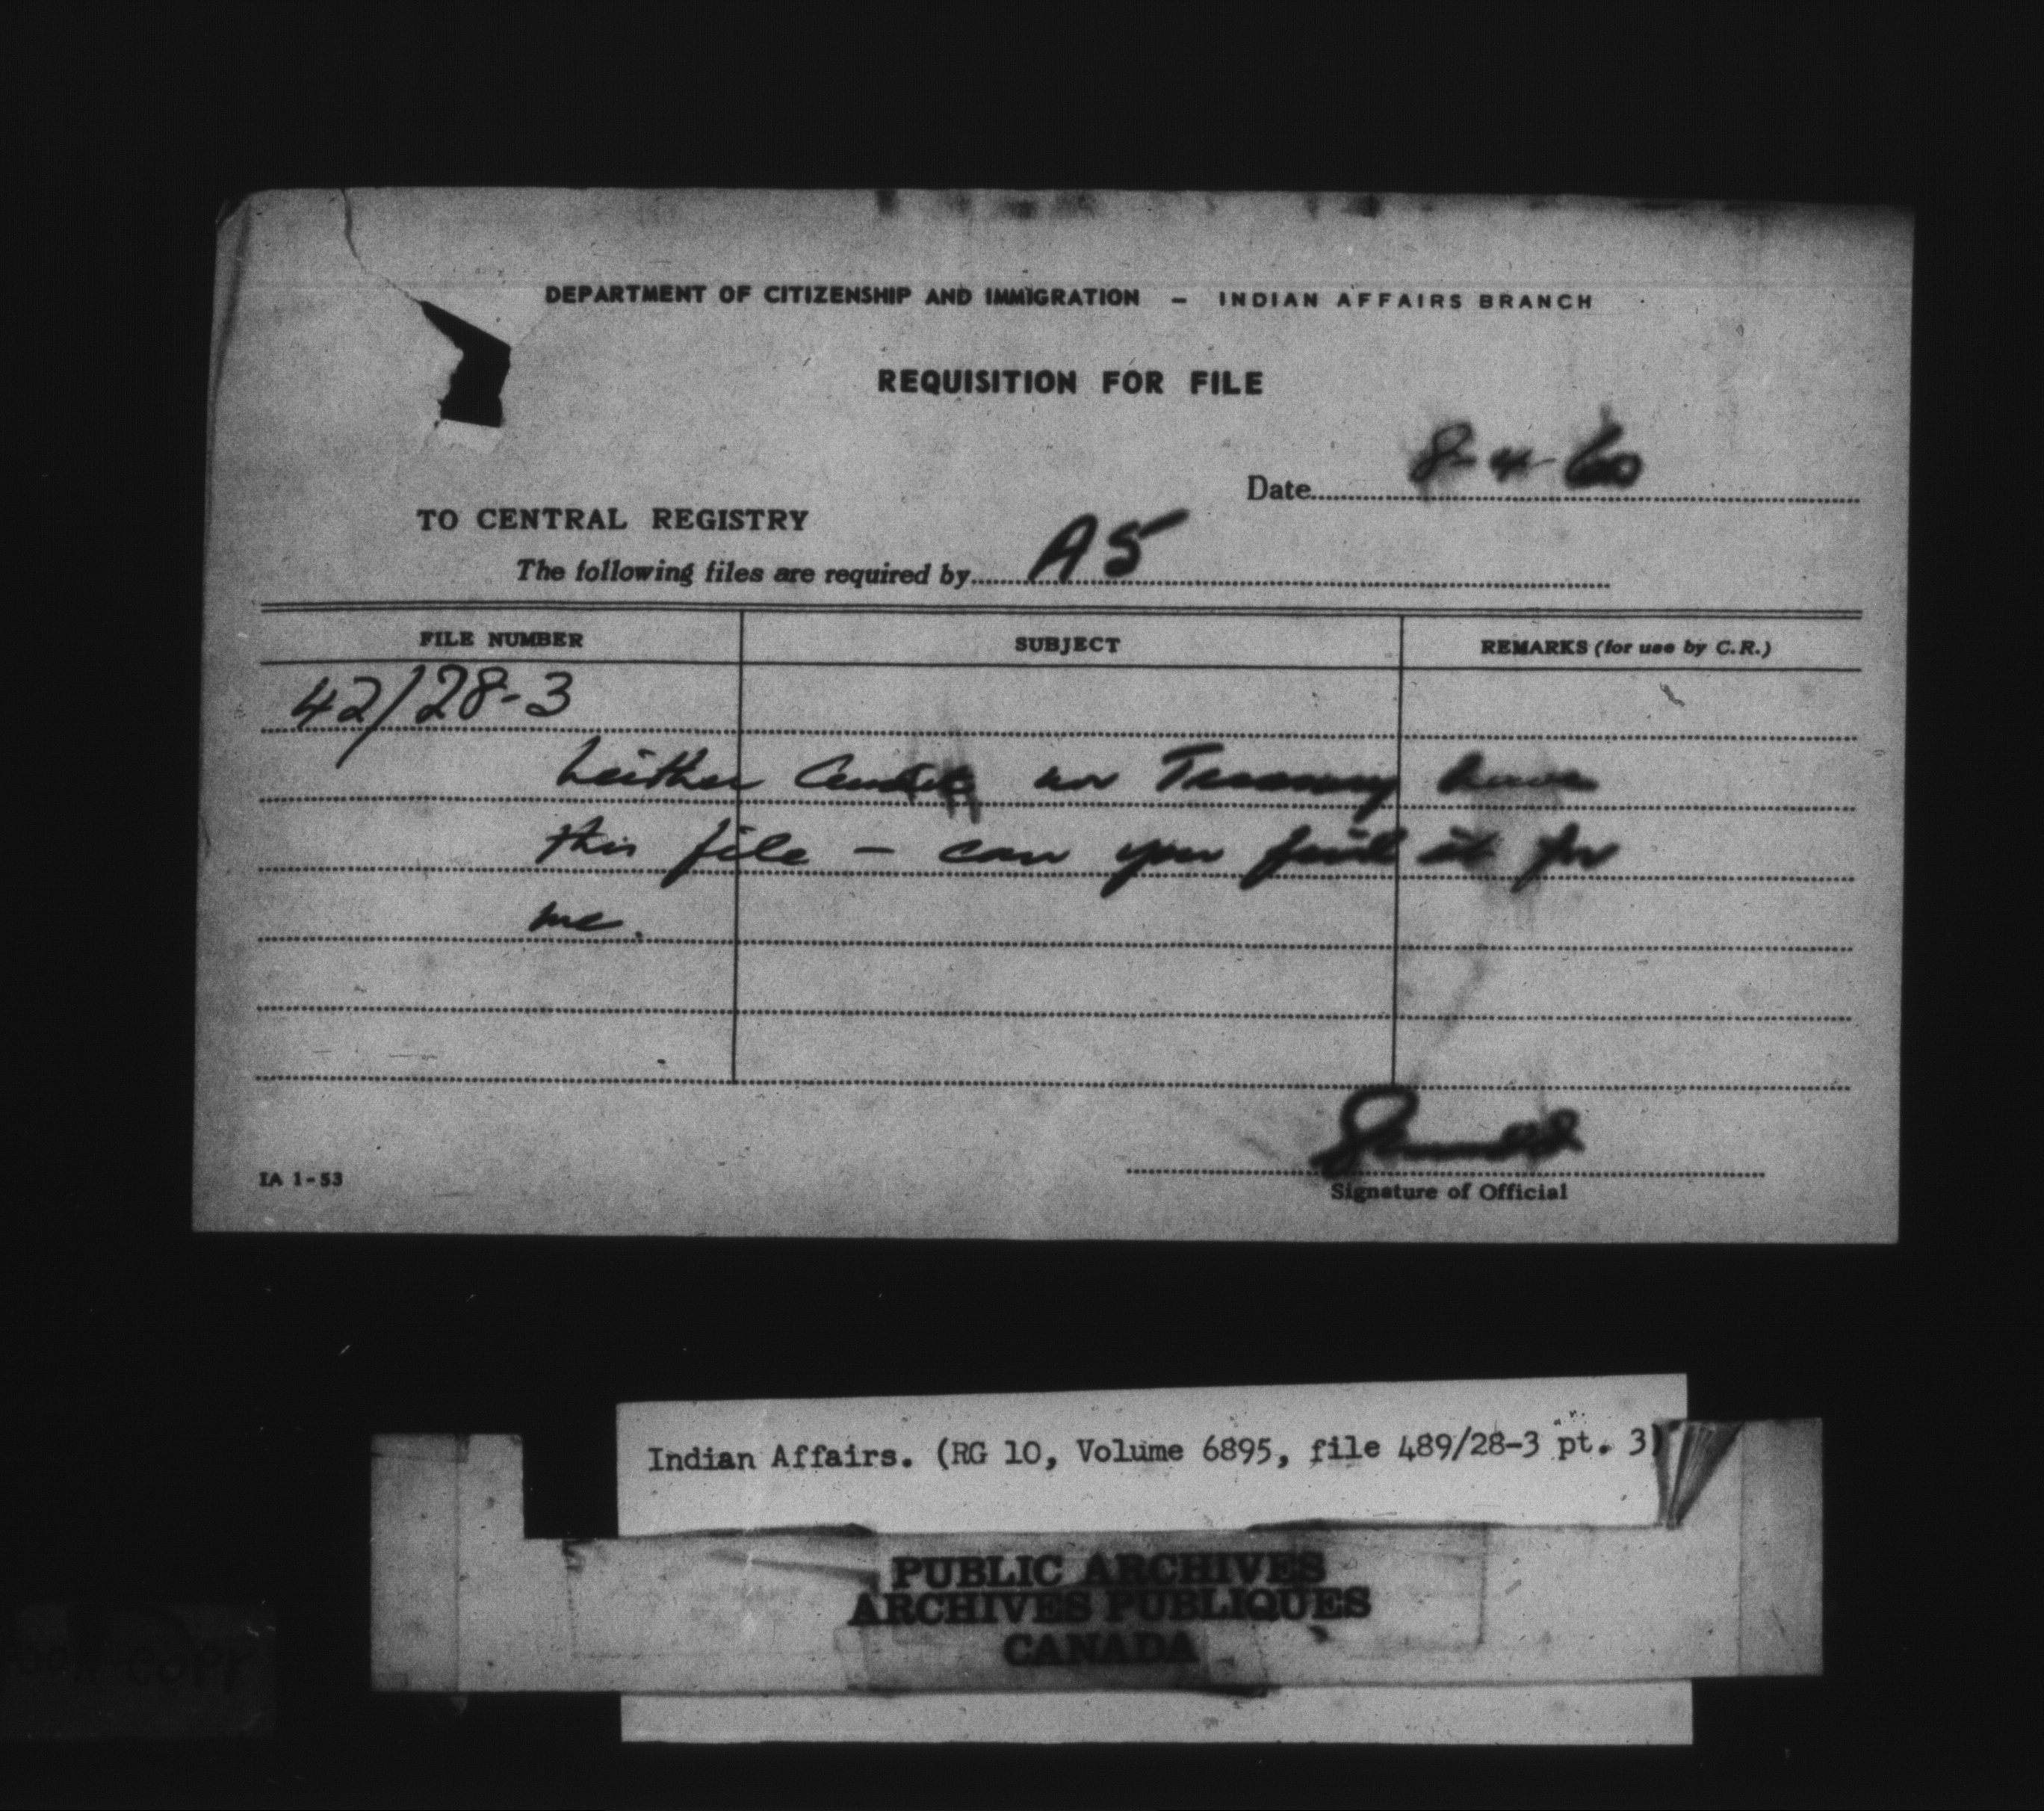 DEPARTMENT OF CITIZENSHIP AND IMMIGRATION – INDIAN AFFAIRS BRANCH
REQUISITION FOR FILE
Date 8-4-60
TO CENTRAL REGISTRY
The following files are required by A5
FILE NUMBER SUBJECT REMARKS (for use by C.R.)
42/28-3
Neither nor Treasury have
this file – can you find it for
me.
IA 1-53
Signature of Official
Indian Affairs. (RG 10, Volume 6895, file 489/28-3 pt. 3)
PUBLIC ARCHIVES
ARCHIVES PUBLIQUES
CANADA